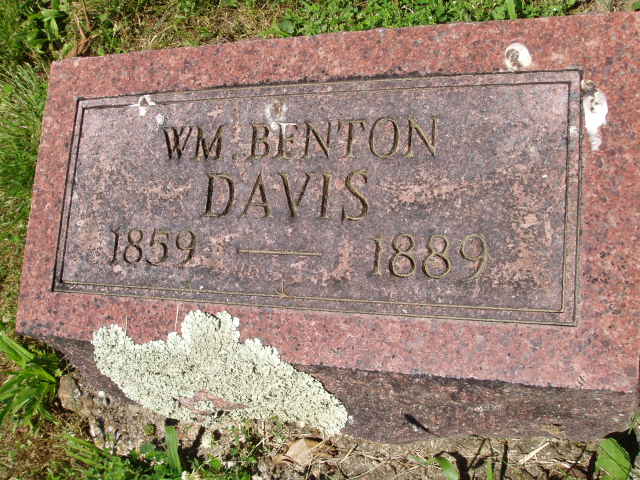 WM. BENTON
DAVIS
1859 — 1889